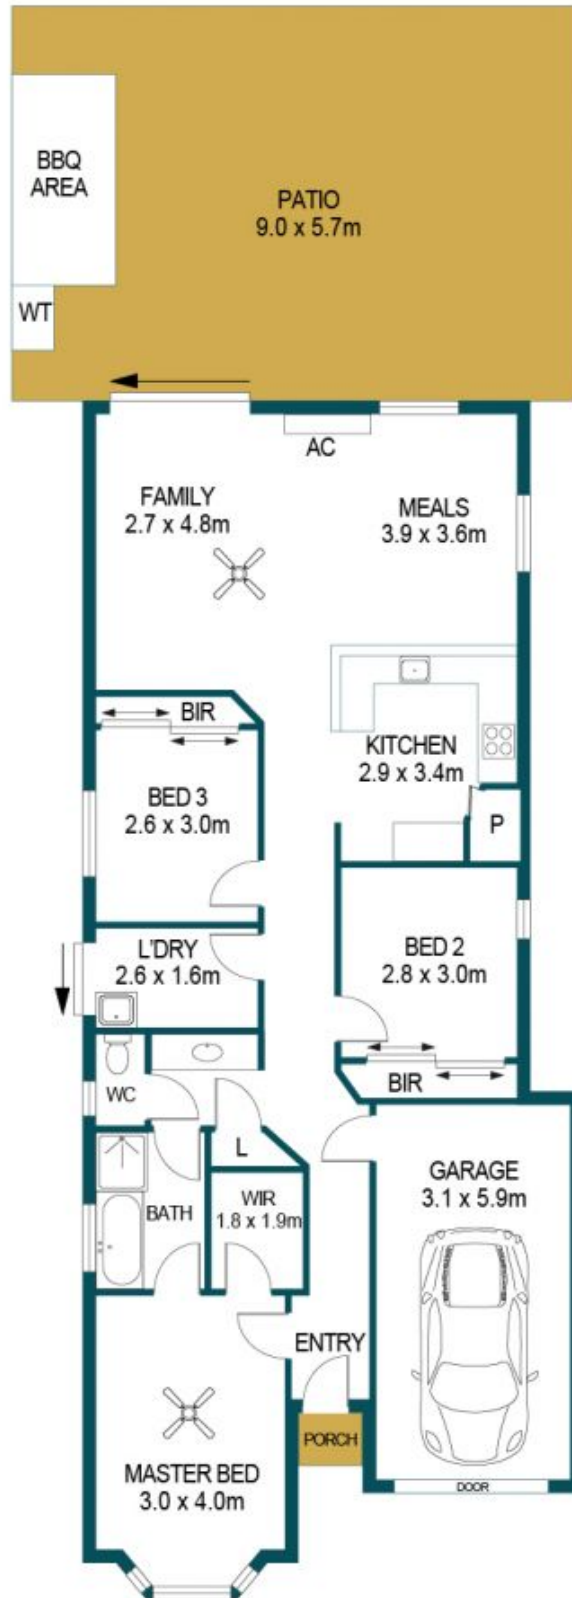 BBQ
AREA
PATIO
9.0 x 5.7m
WT
AC
FAMILY
2.7 x 4.8m
MEALS
3.9 x 3.6m
BIR
KITCHEN
2.9 x 3.4m
BED 3
2.6 x 3.0m
P
L'DRY
2.6 x 1.6m
BED 2
2.8 x 3.0m
WC
BIR
L
GARAGE
3.1 x 5.9m
BATH
WIR
1.8 x 1.9m
ENTRY
PORCH
MASTER BED
3.0 x 4.0m
DOOR